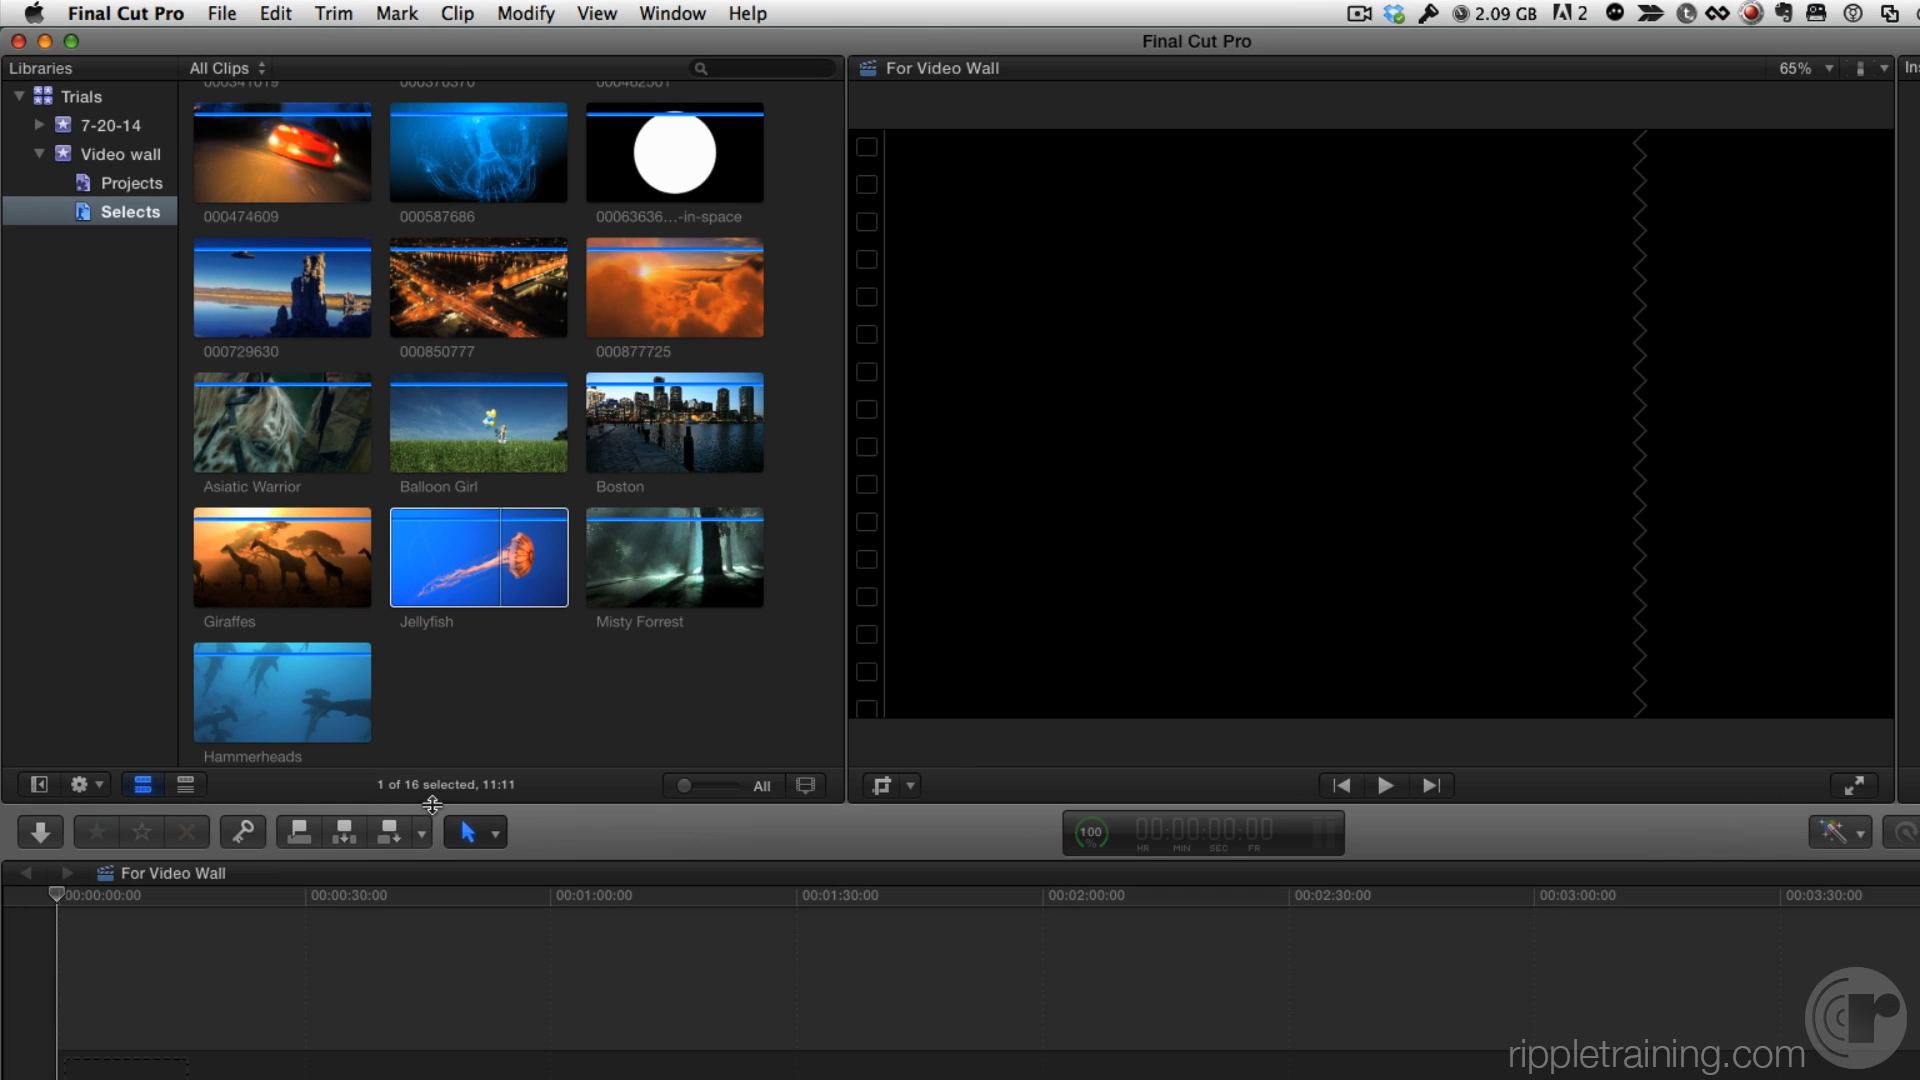 Final Cut Pro File Edit Trim Mark Clip Modify View Window Help 2.09 GB 2
Final Cut Pro
Libraries All Clips For Video Wall 65% Ins
Trials
7-20-14
Video wall
Projects
Selects
000341019 000376370 000462501
000474609 000587686 00063636...-in-space
000729630 000850777 000877725
Asiatic Warrior Balloon Girl Boston
Giraffes Jellyfish Misty Forrest
Hammerheads
1 of 16 selected, 11:11 All
100 % 00:00:00:00
HR MIN SEC FR
For Video Wall
00:00:00:00 00:00:30:00 00:01:00:00 00:01:30:00 00:02:00:00 00:02:30:00 00:03:00:00 00:03:30:00
rippletraining.com